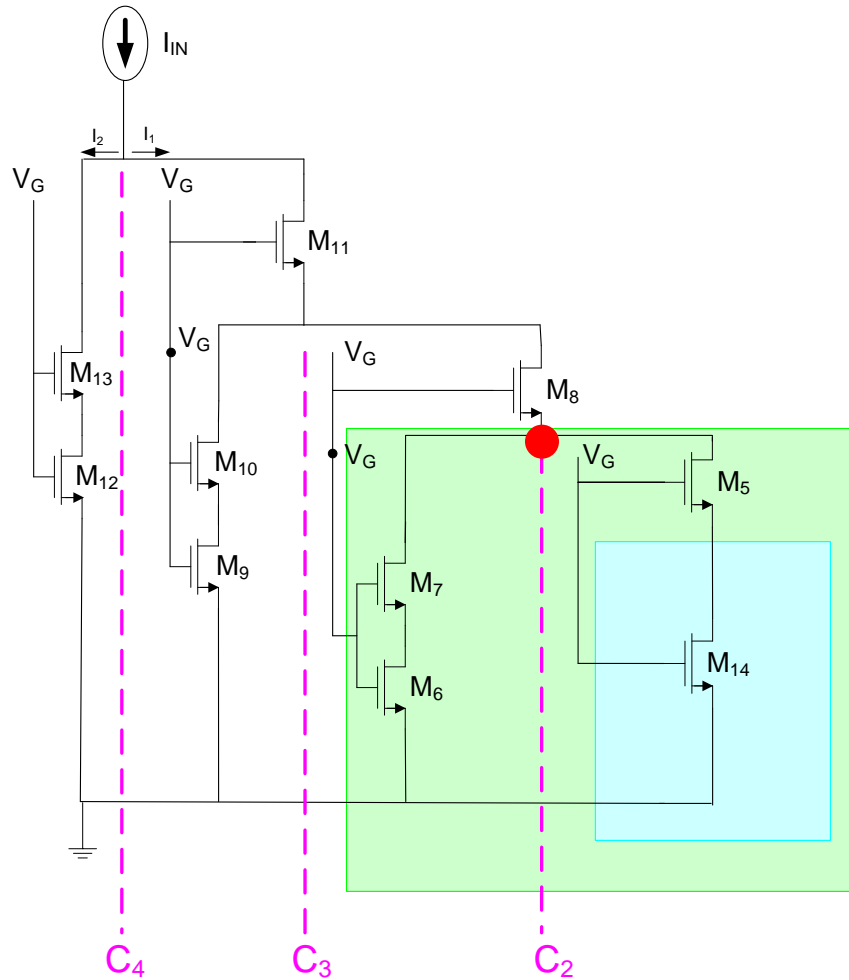 I_IN
I_2 I_1
V_G V_G
M_11
V_G V_G
M_13 M_8
V_G V_G
M_10 M_5
M_12
M_9 M_7
M_14
M_6
C_4 C_3 C_2